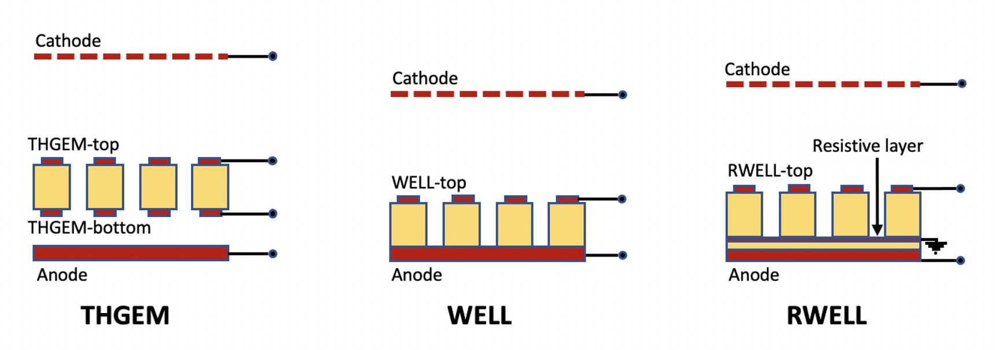 Cathode
THGEM-top
THGEM-bottom
Anode
THGEM
Cathode
WELL-top
Anode
WELL
Cathode
Resistive layer
RWELL-top
Anode
RWELL